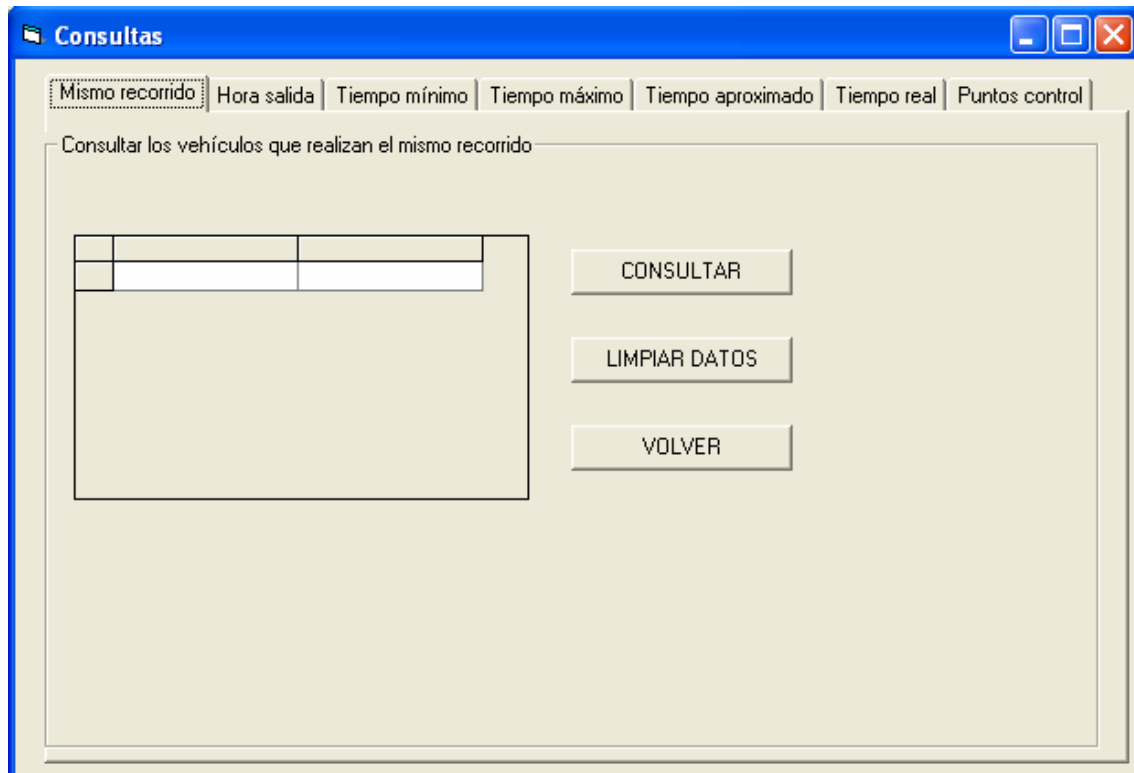 Consultas
Mismo recorrido Hora salida Tiempo mínimo Tiempo máximo Tiempo aproximado Tiempo real Puntos control
Consultar los vehículos que realizan el mismo recorrido
CONSULTAR
LIMPIAR DATOS
VOLVER